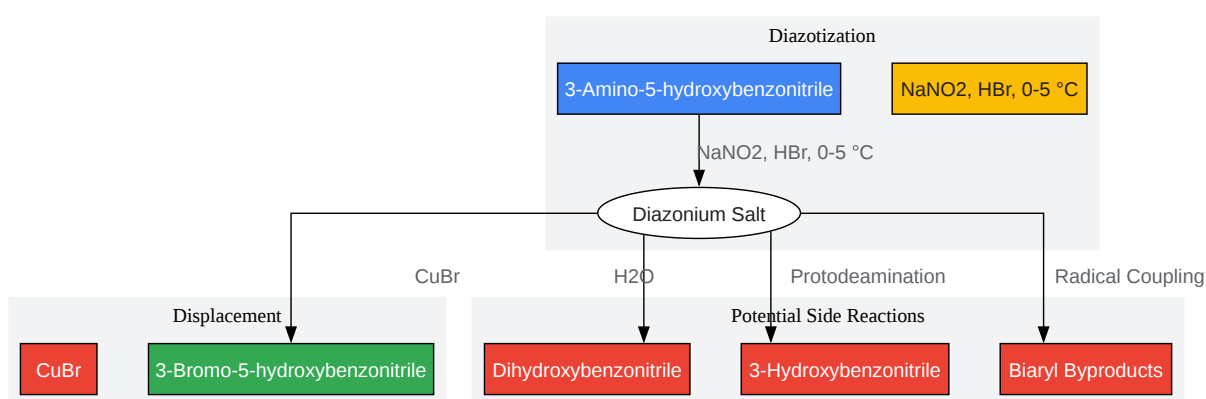 Diazotization
3-Amino-5-hydroxybenzonitrile
NaNO2, HBr, 0-5 °C
NaNO2, HBr, 0-5 °C
Diazonium Salt
CuBr
H2O
Protodeamination
Radical Coupling
Displacement
Potential Side Reactions
CuBr
3-Bromo-5-hydroxybenzonitrile
Dihydroxybenzonitrile
3-Hydroxybenzonitrile
Biaryl Byproducts